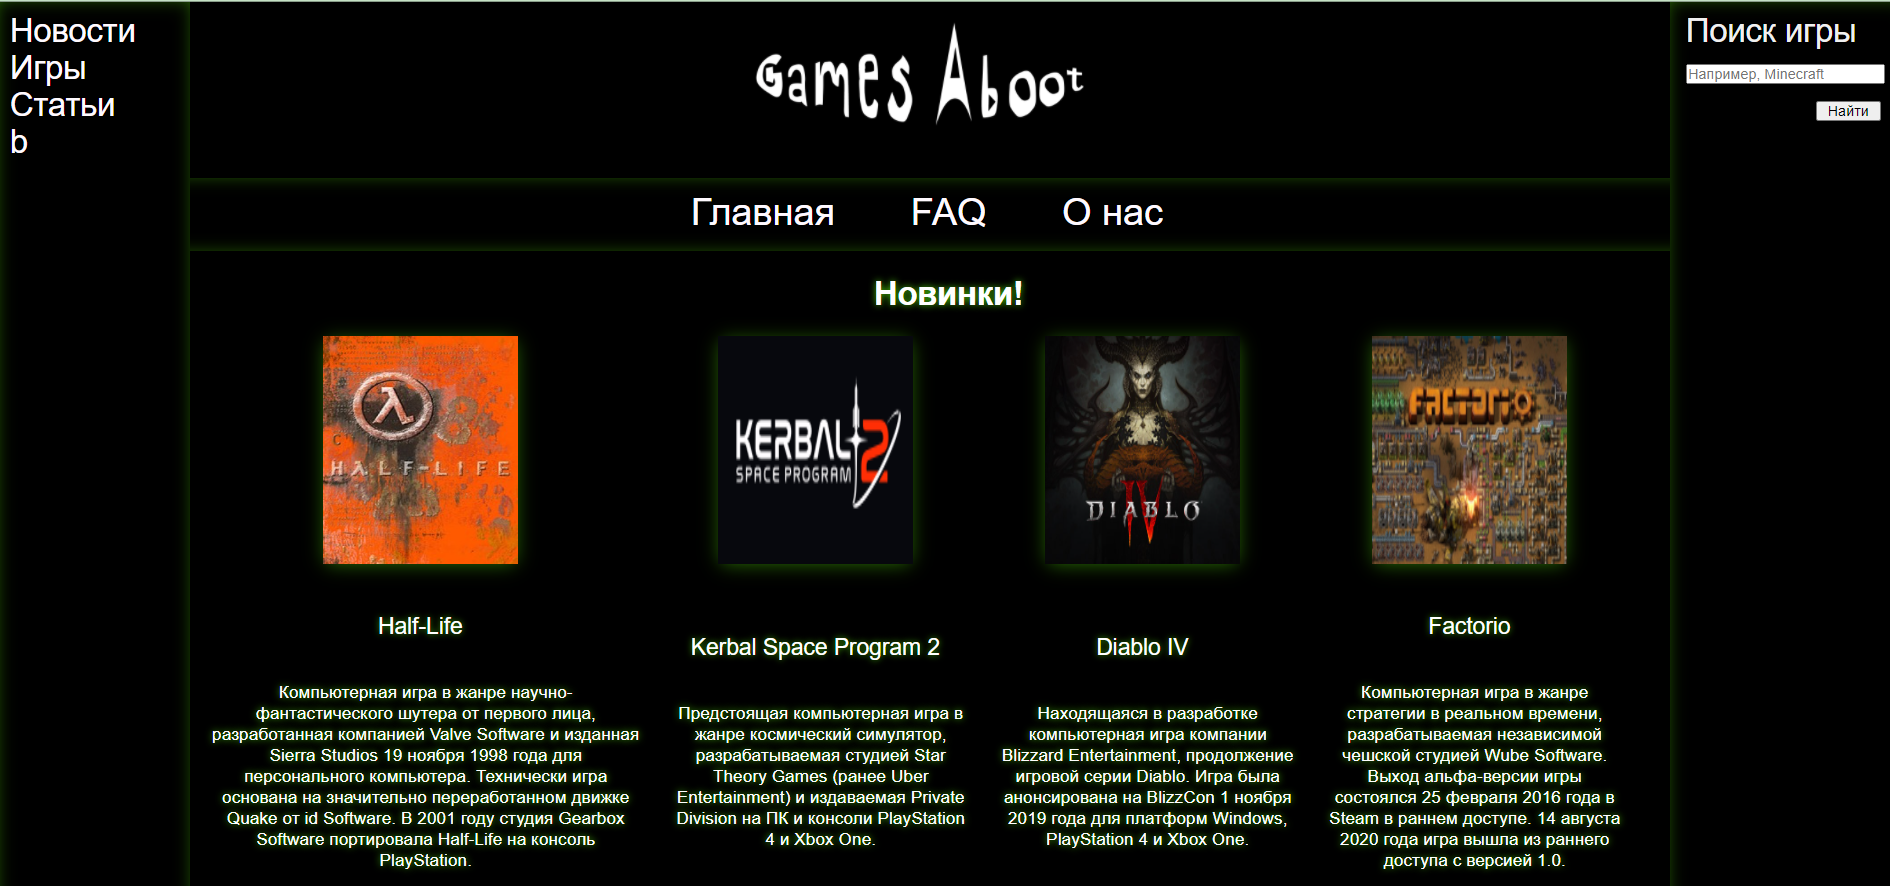 Новости
Игры
Статьи
b
Games Aboot
Поиск игры
Например, Minecraft
Найти
Главная
FAQ
О нас
Новинки!
HALF-LIFE
KERBAL 2
SPACE PROGRAM
DIABLO
IV
FACTORIO
Half-Life
Компьютерная игра в жанре научно-
фантастического шутера от первого лица,
разработанная компанией Valve Software и изданная
Sierra Studios 19 ноября 1998 года для
персонального компьютера. Технически игра
основана на значительно переработанном движке
Quake от id Software. В 2001 году студия Gearbox
Software портировала Half-Life на консоль
PlayStation.
Kerbal Space Program 2
Предстоящая компьютерная игра в
жанре космический симулятор,
разрабатываемая студией Star
Theory Games (ранее Uber
Entertainment) и издаваемая Private
Division на ПК и консоли PlayStation
4 и Xbox One.
Diablo IV
Находящаяся в разработке
компьютерная игра компании
Blizzard Entertainment, продолжение
игровой серии Diablo. Игра была
анонсирована на BlizzCon 1 ноября
2019 года для платформ Windows,
PlayStation 4 и Xbox One.
Factorio
Компьютерная игра в жанре
стратегии в реальном времени,
разрабатываемая независимой
чешской студией Wube Software.
Выход альфа-версии игры
состоялся 25 февраля 2016 года в
Steam в раннем доступе. 14 августа
2020 года игра вышла из раннего
доступа с версией 1.0.